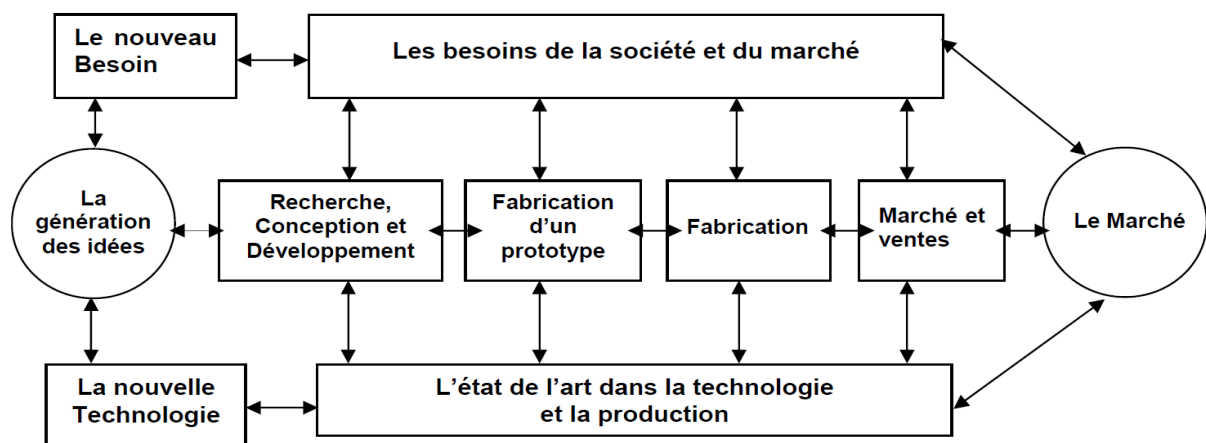 Le nouveau
Besoin
Les besoins de la société et du marché
La
génération
des idées
Recherche,
Conception et
Développement
Fabrication
d’un
prototype
Fabrication
Marché et
ventes
Le Marché
La nouvelle
Technologie
L’état de l’art dans la technologie
et la production